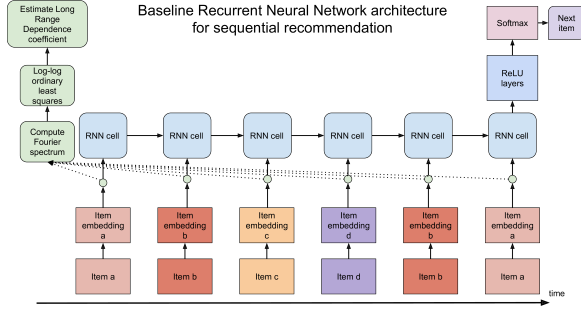 Baseline Recurrent Neural Network architecture
for sequential recommendation
Estimate Long
Range
Dependence
coefficient
Log-log
ordinary
least
squares
Compute
Fourier
spectrum
RNN cell
RNN cell
RNN cell
RNN cell
RNN cell
RNN cell
ReLU
layers
Softmax
Next
item
Item
embedding
a
Item
embedding
b
Item
embedding
c
Item
embedding
d
Item
embedding
b
Item
embedding
a
Item a
Item b
Item c
Item d
Item b
Item a
time